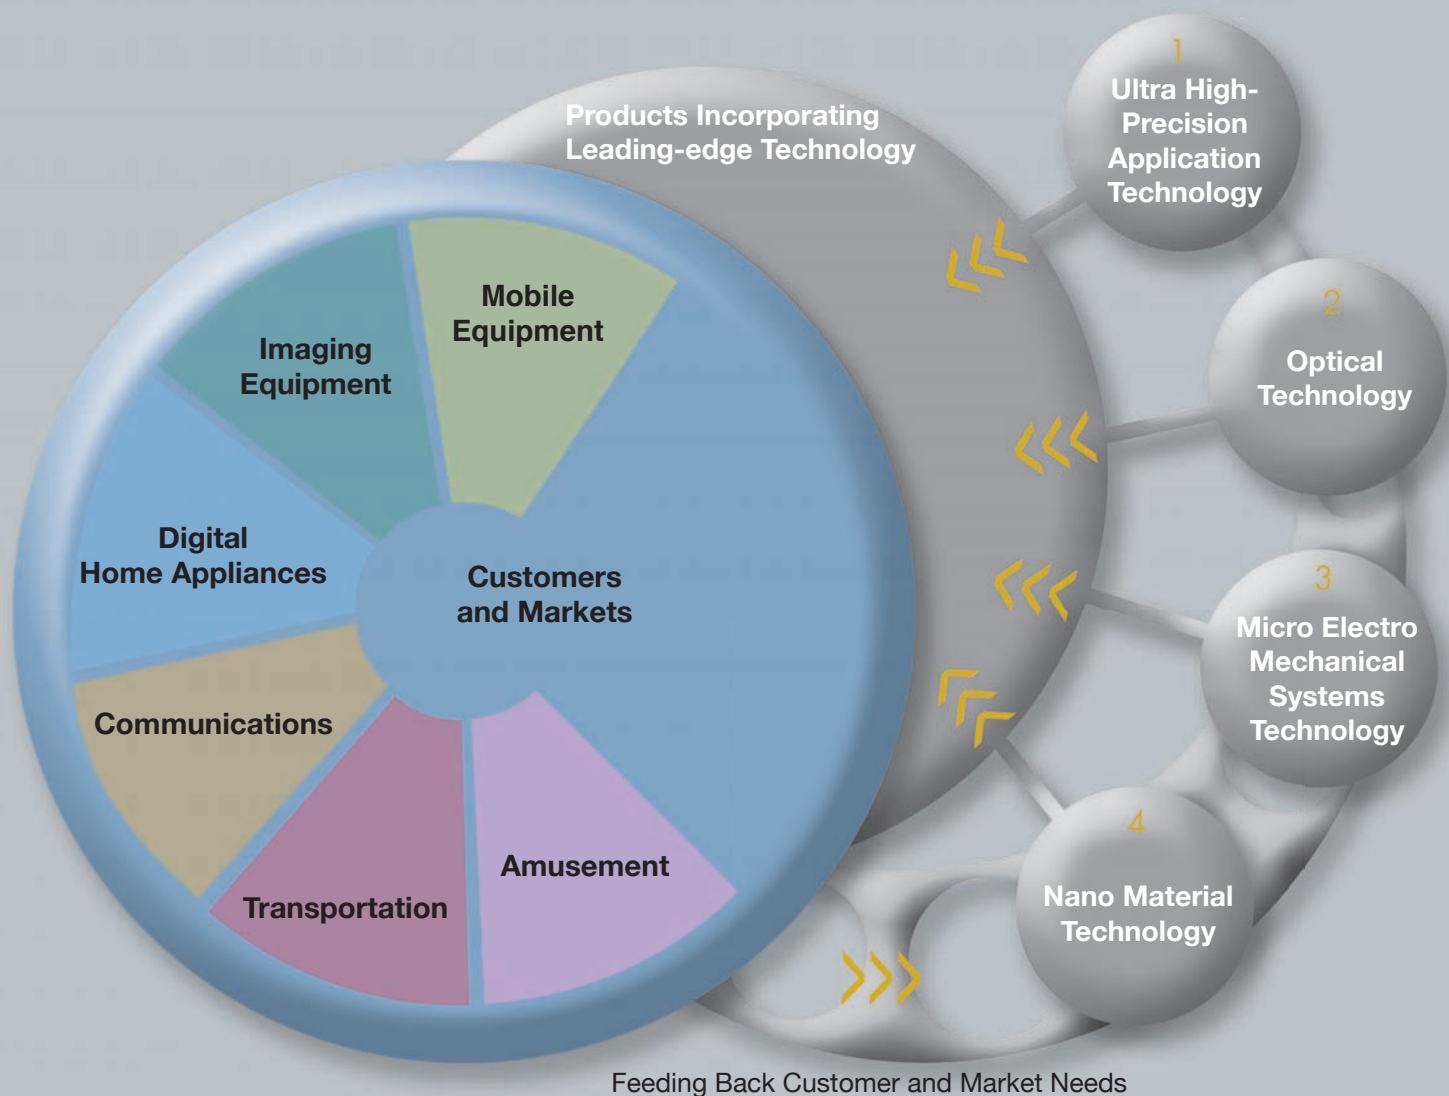 Products Incorporating
Leading-edge Technology
1
Ultra High-
Precision
Application
Technology
2
Optical
Technology
3
Micro Electro
Mechanical
Systems
Technology
4
Nano Material
Technology
Mobile
Equipment
Imaging
Equipment
Digital
Home Appliances
Communications
Transportation
Amusement
Customers
and Markets
Feeding Back Customer and Market Needs